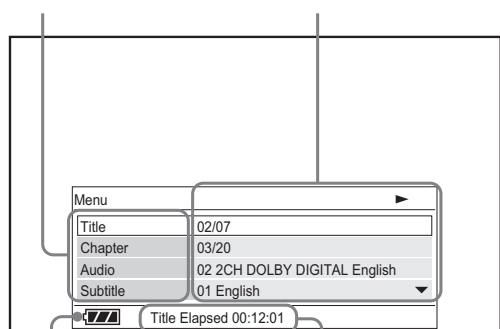 Menu
Title 02/07
Chapter 03/20
Audio 02 2CH DOLBY DIGITAL English
Subtitle 01 English
Title Elapsed 00:12:01